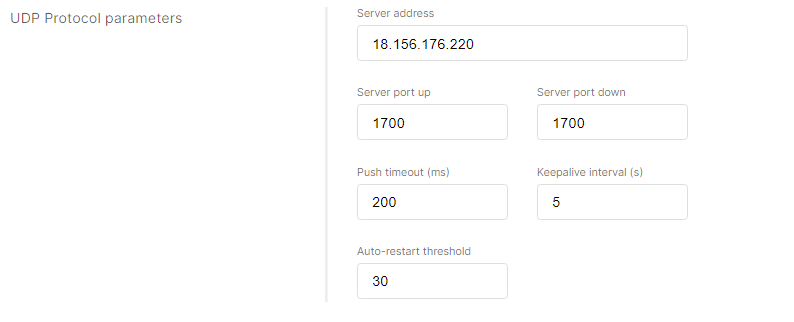 UDP Protocol parameters
Server address
18.156.176.220
Server port up
Server port down
1700
1700
Push timeout (ms)
Keepalive interval (s)
200
5
Auto-restart threshold
30